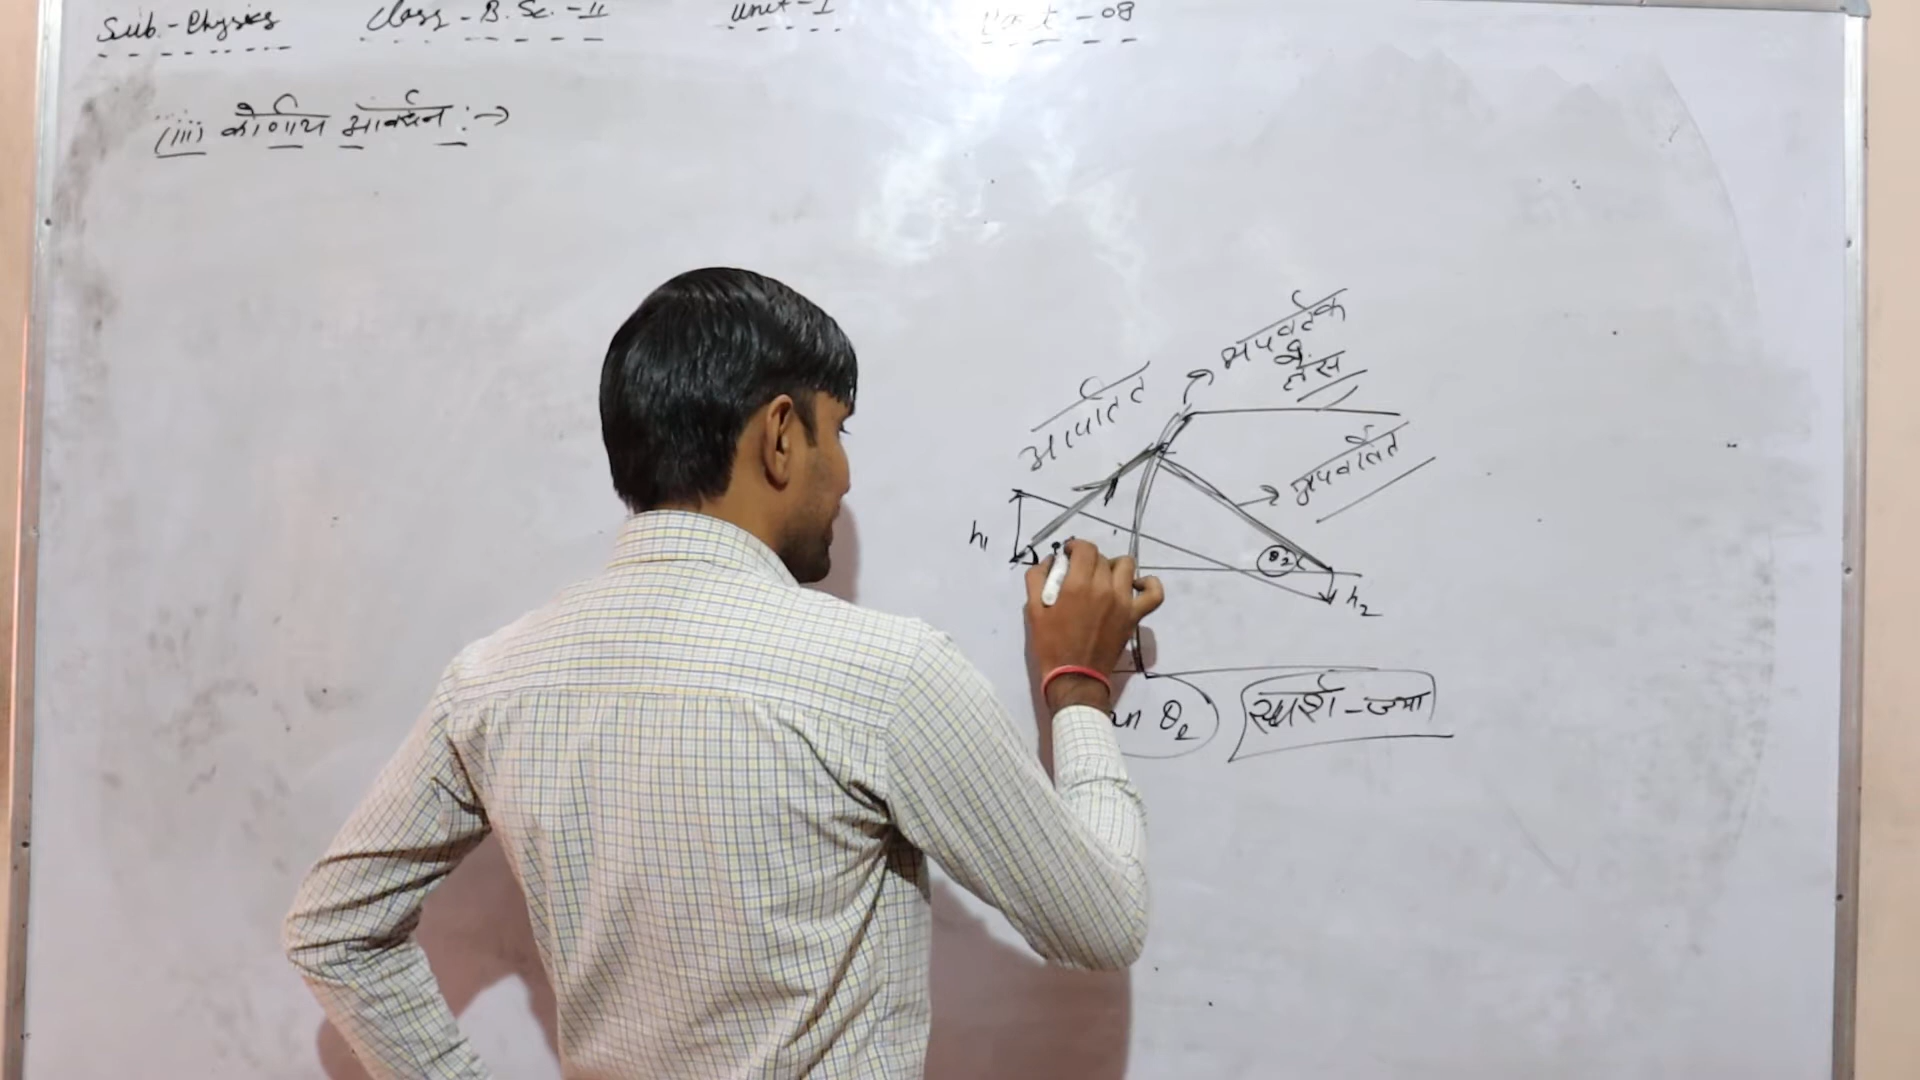 Sub.-Physics Class-B.Sc.-II Unit-I Part-08
(iii) कोणीय आवर्धन :→
अपवर्तक
लेंस
आपतित
अपवर्तित
h₁
θ₂
h₂
an θ₂ स्पर्श-ज्या